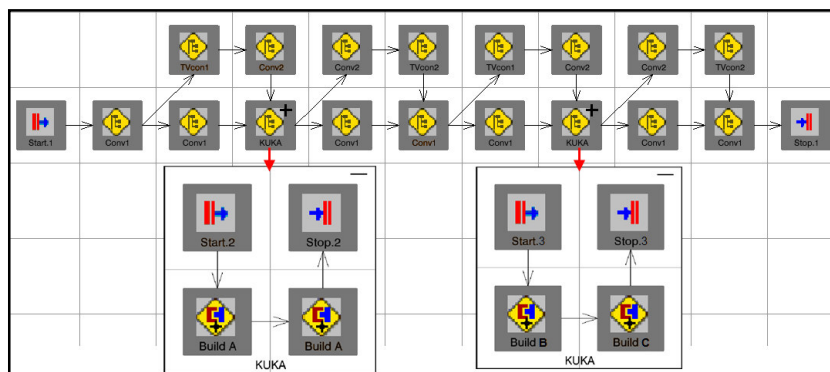 TVcon1 Conv2 Conv2 TVcon2 TVcon1 Conv2 Conv2 TVcon2
Start.1 Conv1 Conv1 KUKA Conv1 Conv1 Conv1 KUKA Conv1 Conv1 Stop.1
Start.2 Stop.2
Build A Build A
KUKA
Start.3 Stop.3
Build B Build C
KUKA